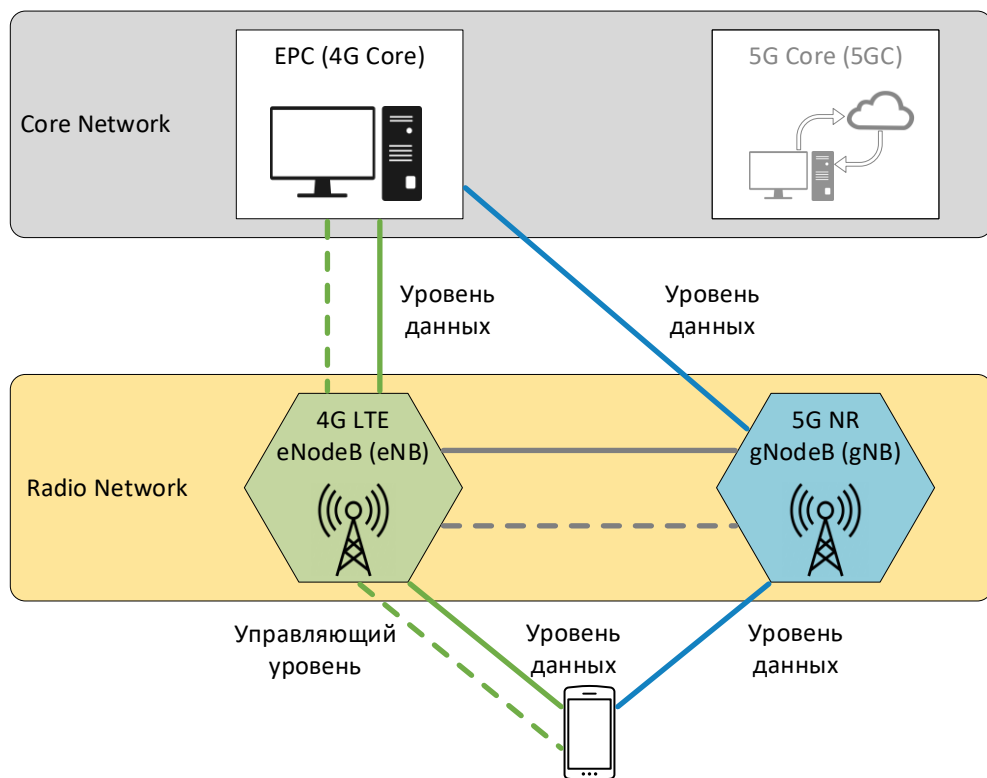 EPC (4G Core)
5G Core (5GC)
Core Network
Уровень
данных
Уровень
данных
4G LTE
eNodeB (eNB)
5G NR
gNodeB (gNB)
Radio Network
Управляющий
уровень
Уровень
данных
Уровень
данных